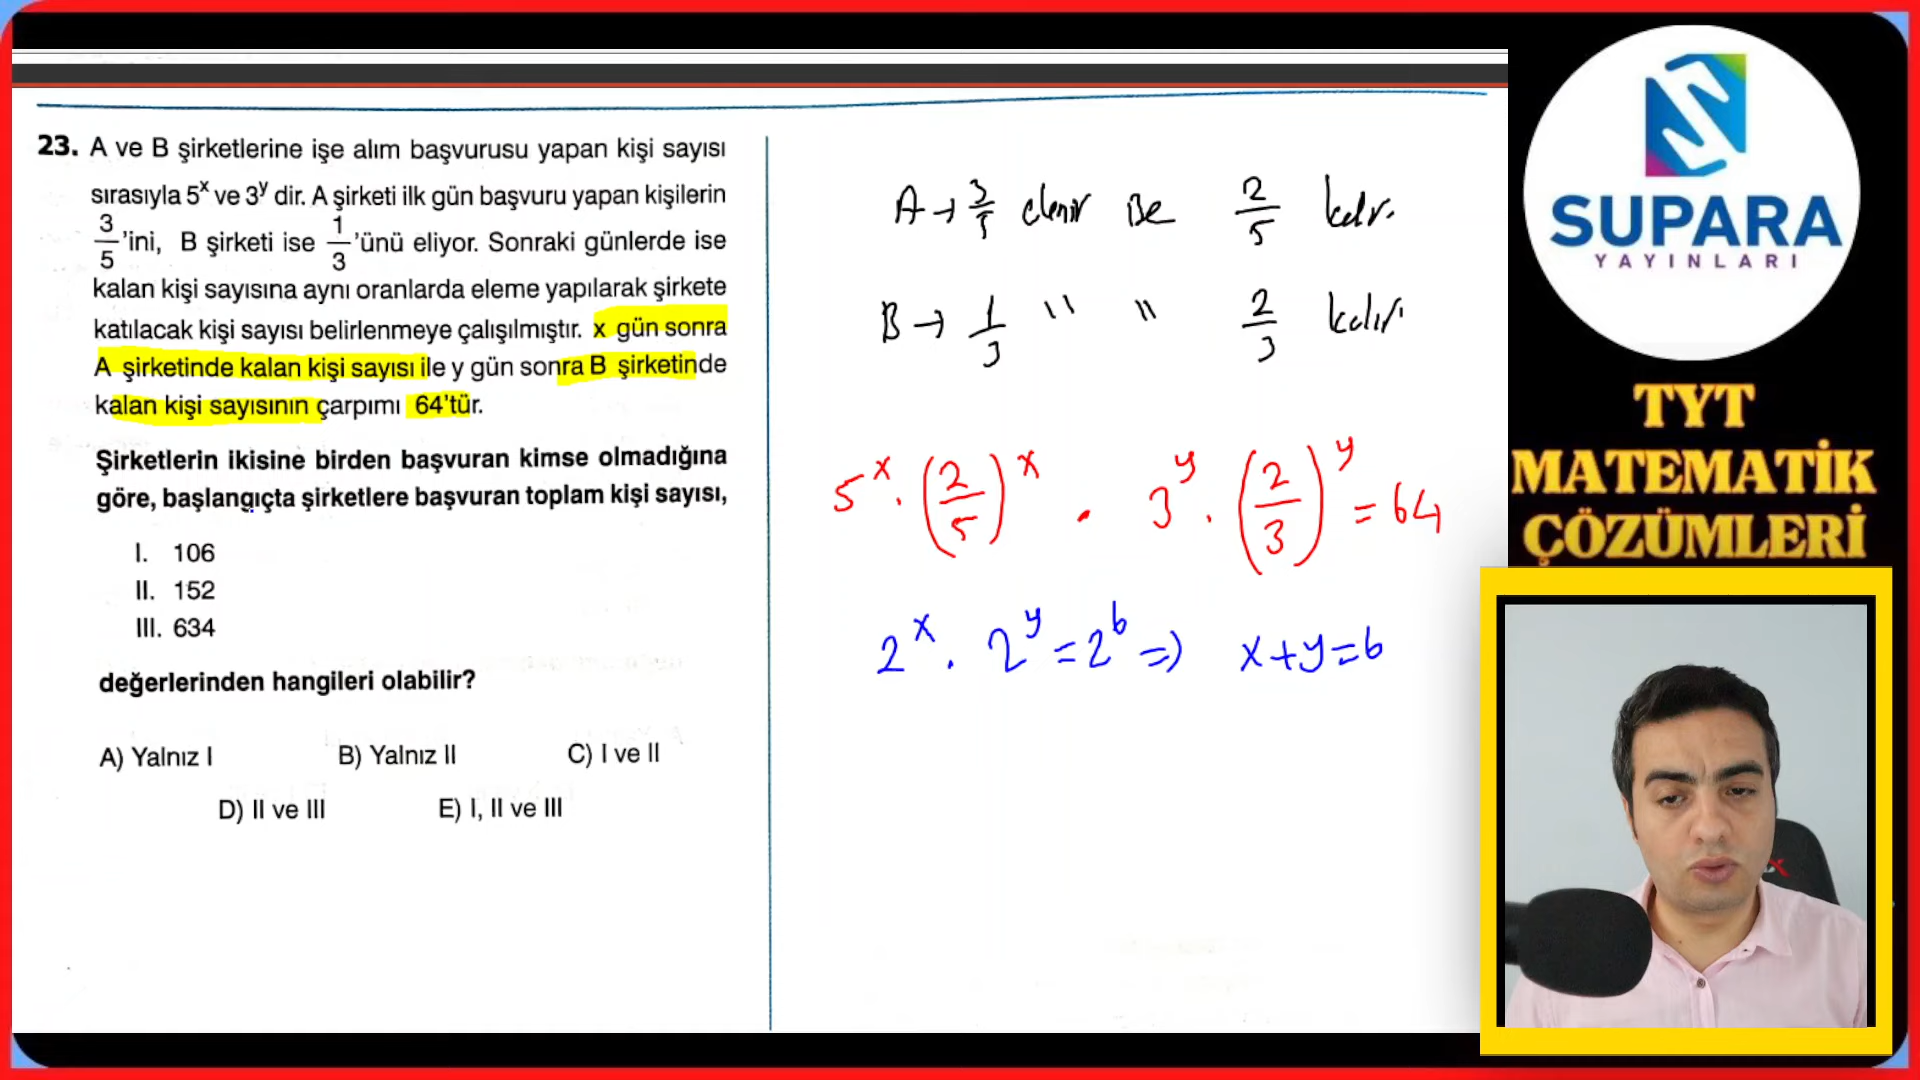 23. A ve B şirketlerine işe alım başvurusu yapan kişi sayısı
sırasıyla 5^x ve 3^y dir. A şirketi ilk gün başvuru yapan kişilerin
3/5'ini, B şirketi ise 1/3'ünü eliyor. Sonraki günlerde ise
kalan kişi sayısına aynı oranlarda eleme yapılarak şirkete
katılacak kişi sayısı belirlenmeye çalışılmıştır. x gün sonra
A şirketinde kalan kişi sayısı ile y gün sonra B şirketinde
kalan kişi sayısının çarpımı 64'tür.
Şirketlerin ikisine birden başvuran kimse olmadığına
göre, başlangıçta şirketlere başvuran toplam kişi sayısı,
I. 106
II. 152
III. 634
değerlerinden hangileri olabilir?
A) Yalnız I B) Yalnız II C) I ve II
D) II ve III E) I, II ve III
A → 3/5 elenir Be 2/5 kalır.
B → 1/3 " " 2/3 kalır.
5^x . (2/5)^x . 3^y . (2/3)^y = 64
2^x . 2^y = 2^6 => x+y=6
SUPARA
YAYINLARI
TYT
MATEMATİK
ÇÖZÜMLERİ